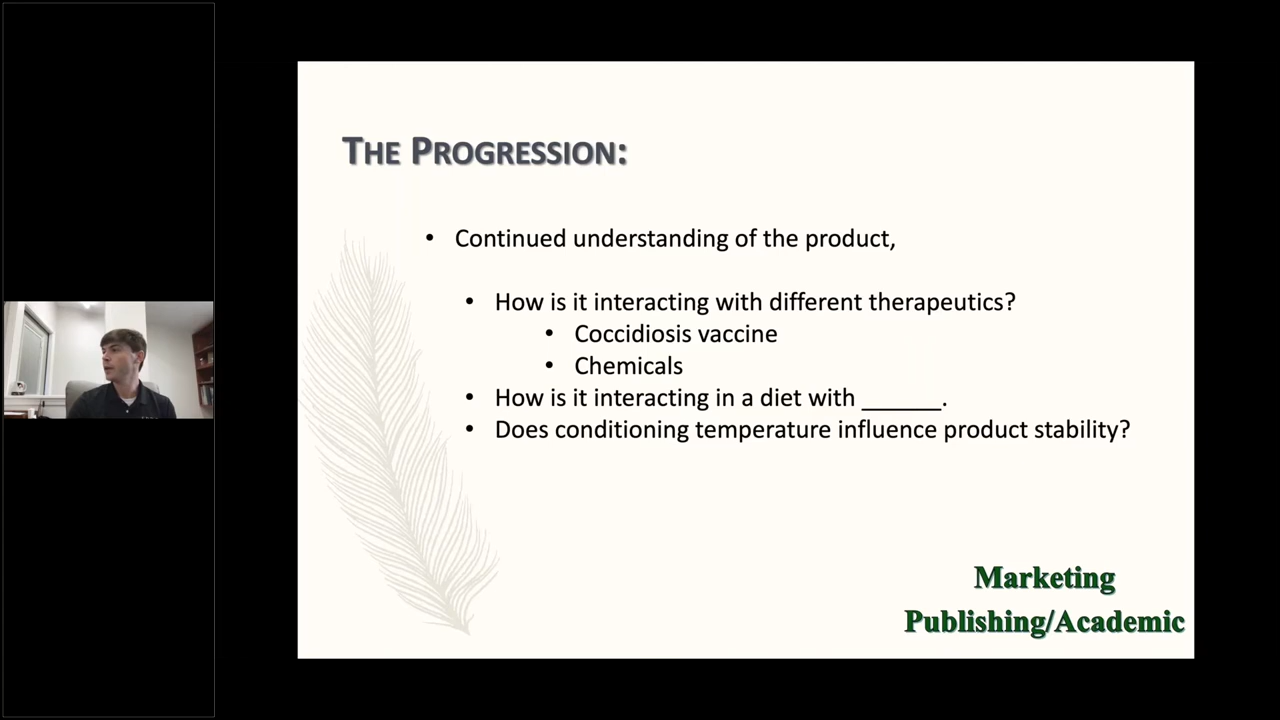 THE PROGRESSION:
• Continued understanding of the product,
• How is it interacting with different therapeutics?
• Coccidiosis vaccine
• Chemicals
• How is it interacting in a diet with ______.
• Does conditioning temperature influence product stability?
Marketing
Publishing/Academic